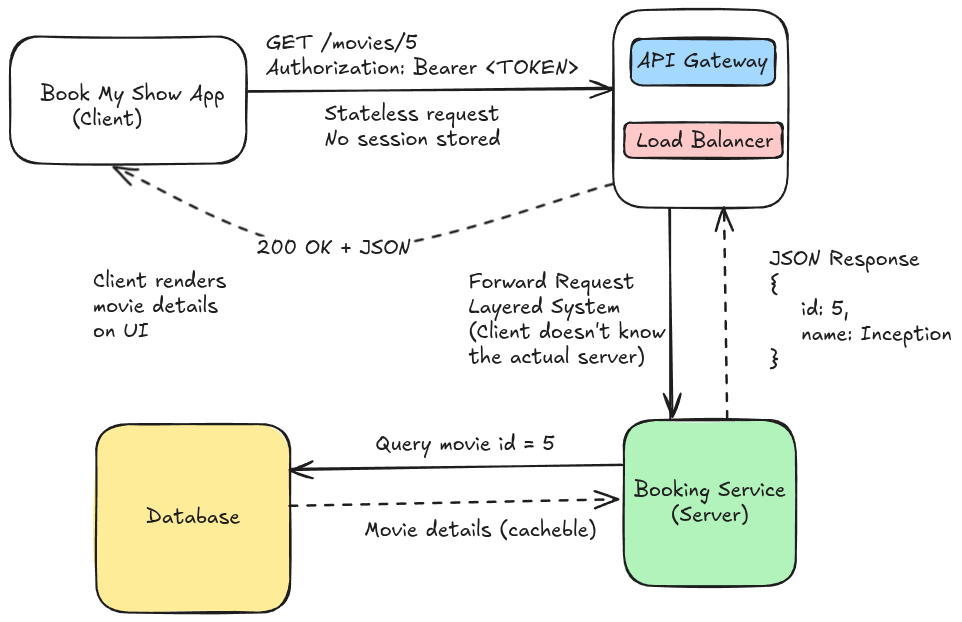 GET /movies/5
Authorization: Bearer <TOKEN>
Book My Show App
(Client)
Stateless request
No session stored
API Gateway
Load Balancer
200 OK + JSON
Client renders
movie details
on UI
Forward Request
Layered System
(Client doesn't know
the actual server)
JSON Response
{
id: 5,
name: Inception
}
Query movie id = 5
Database
Movie details (cacheble)
Booking Service
(Server)